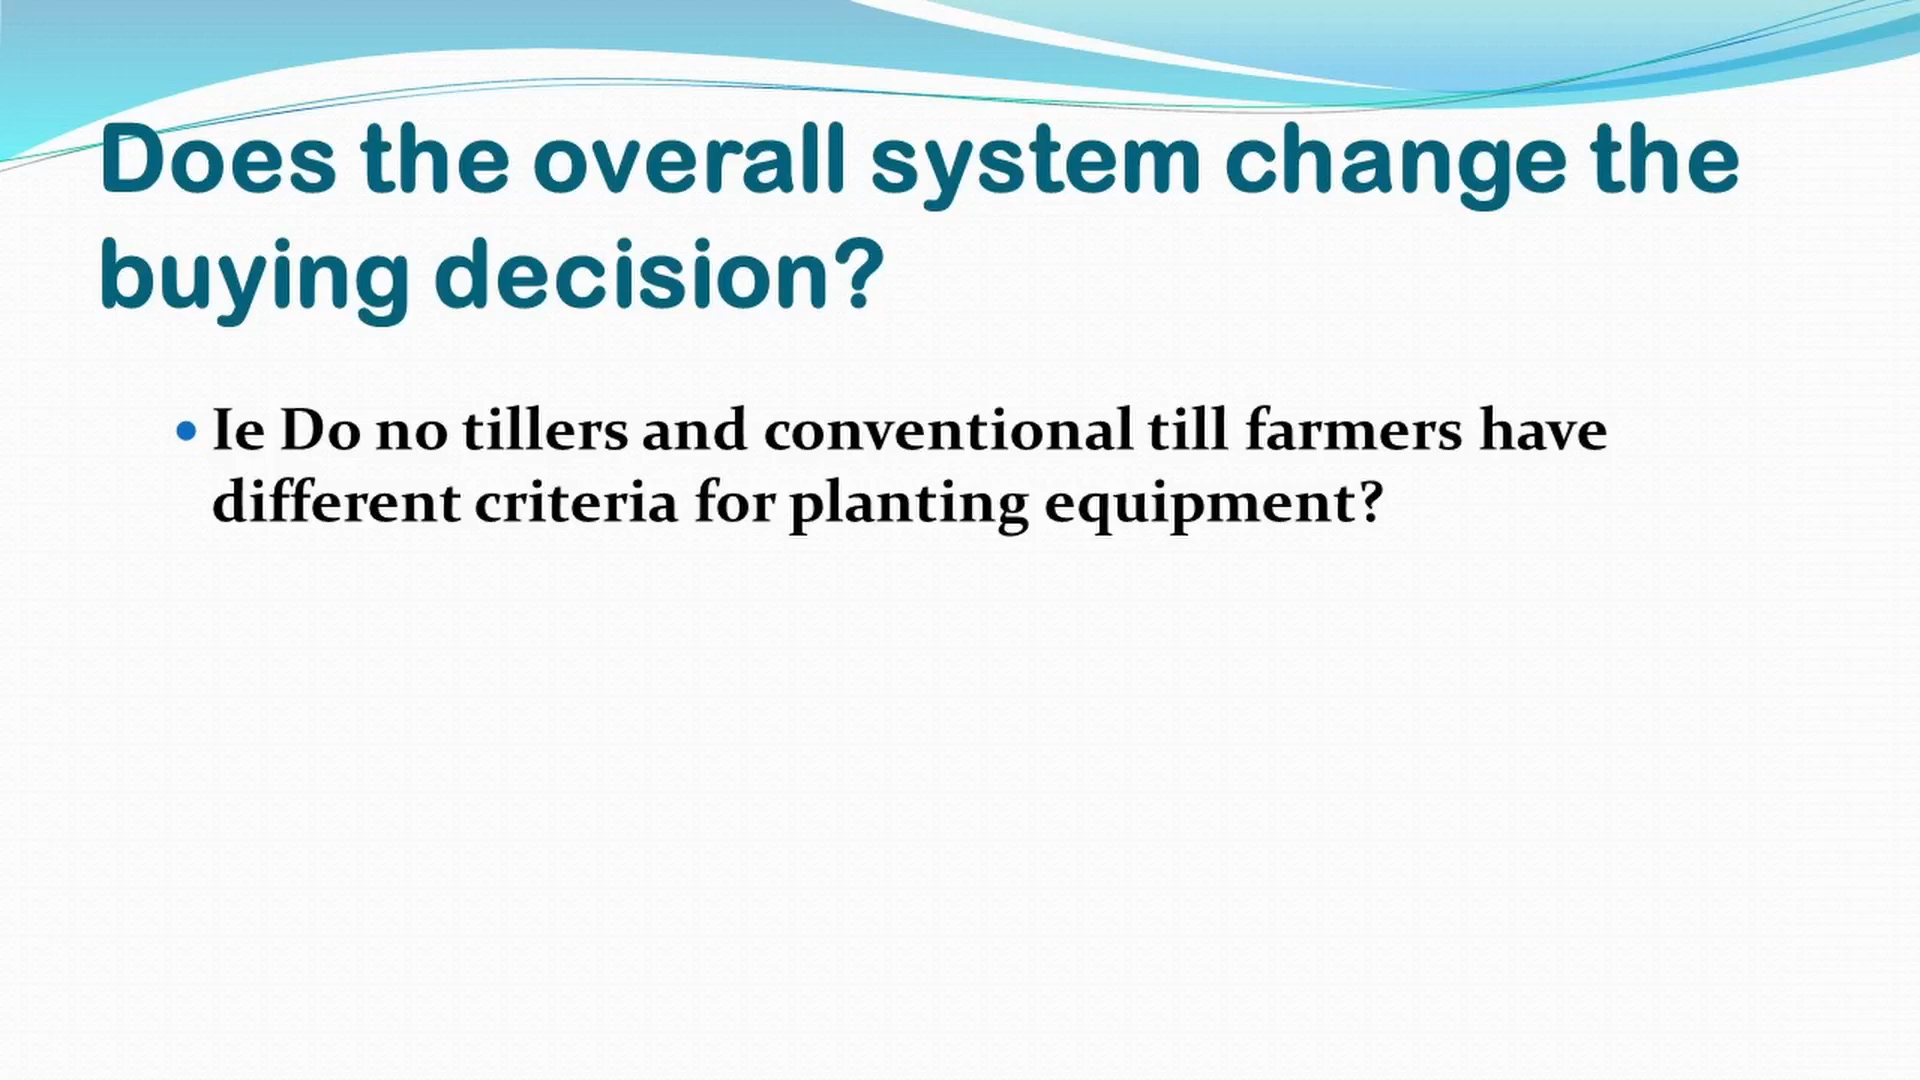 Does the overall system change the
buying decision?
• Ie Do no tillers and conventional till farmers have
different criteria for planting equipment?